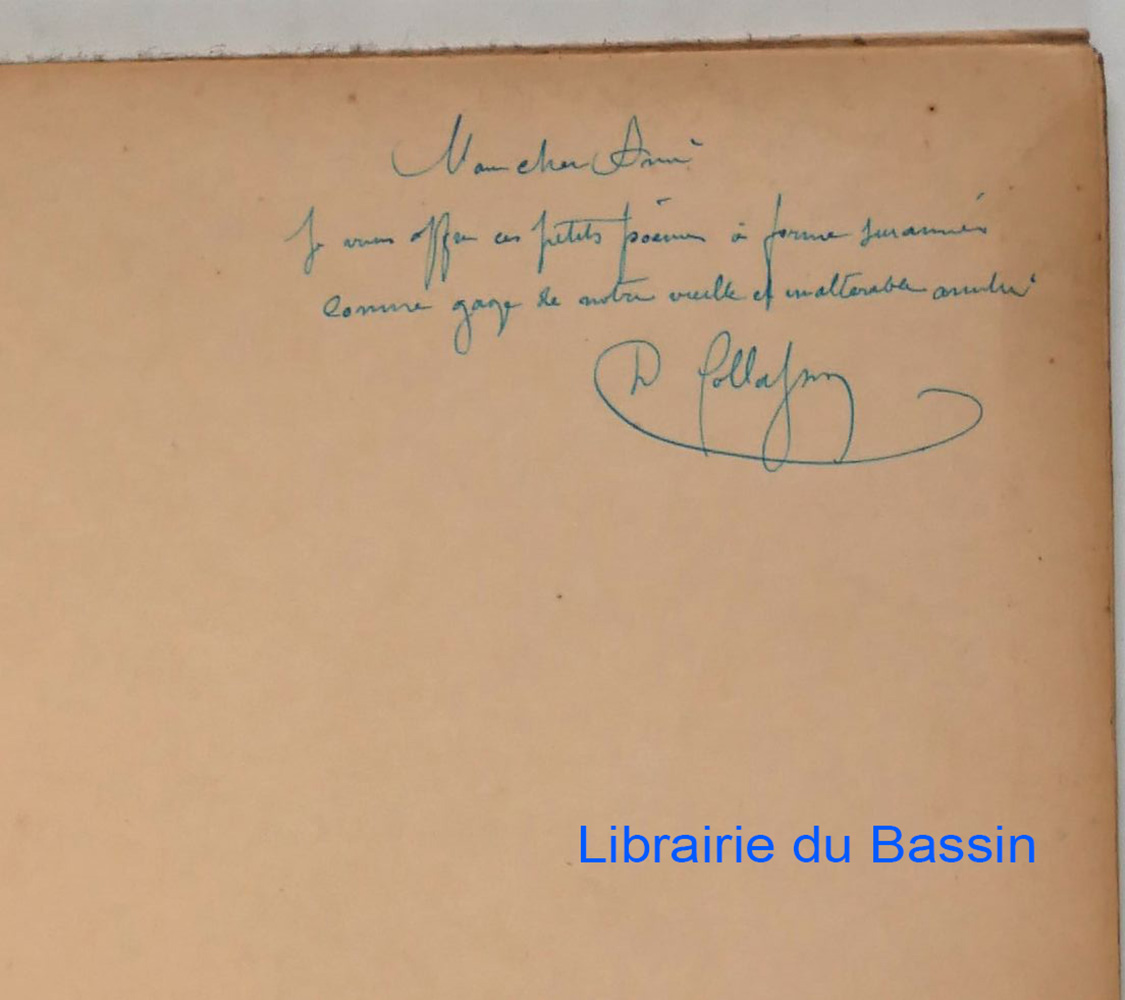 Mon cher Ami
Je vous offre ces petits poèmes à forme surannée
comme gage de notre vieille et inaltérable amitié
D
Librairie du Bassin